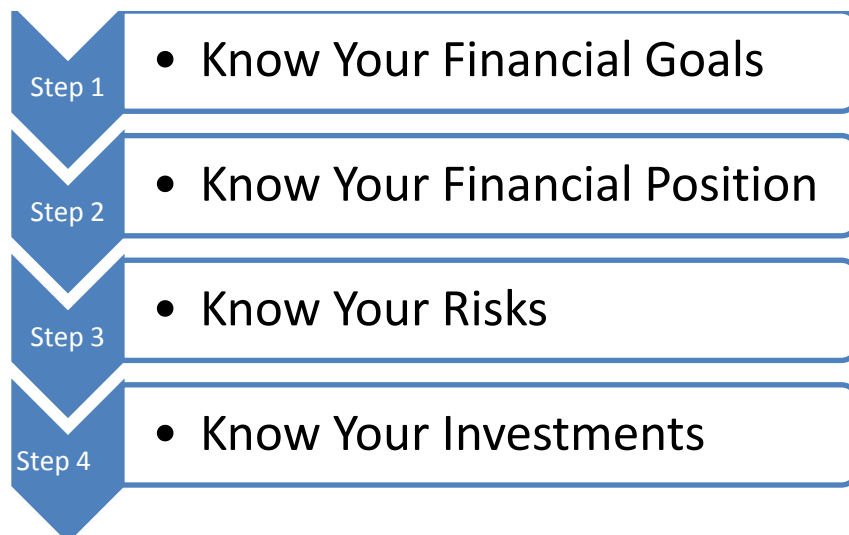 Step 1
• Know Your Financial Goals
Step 2
• Know Your Financial Position
Step 3
• Know Your Risks
Step 4
• Know Your Investments